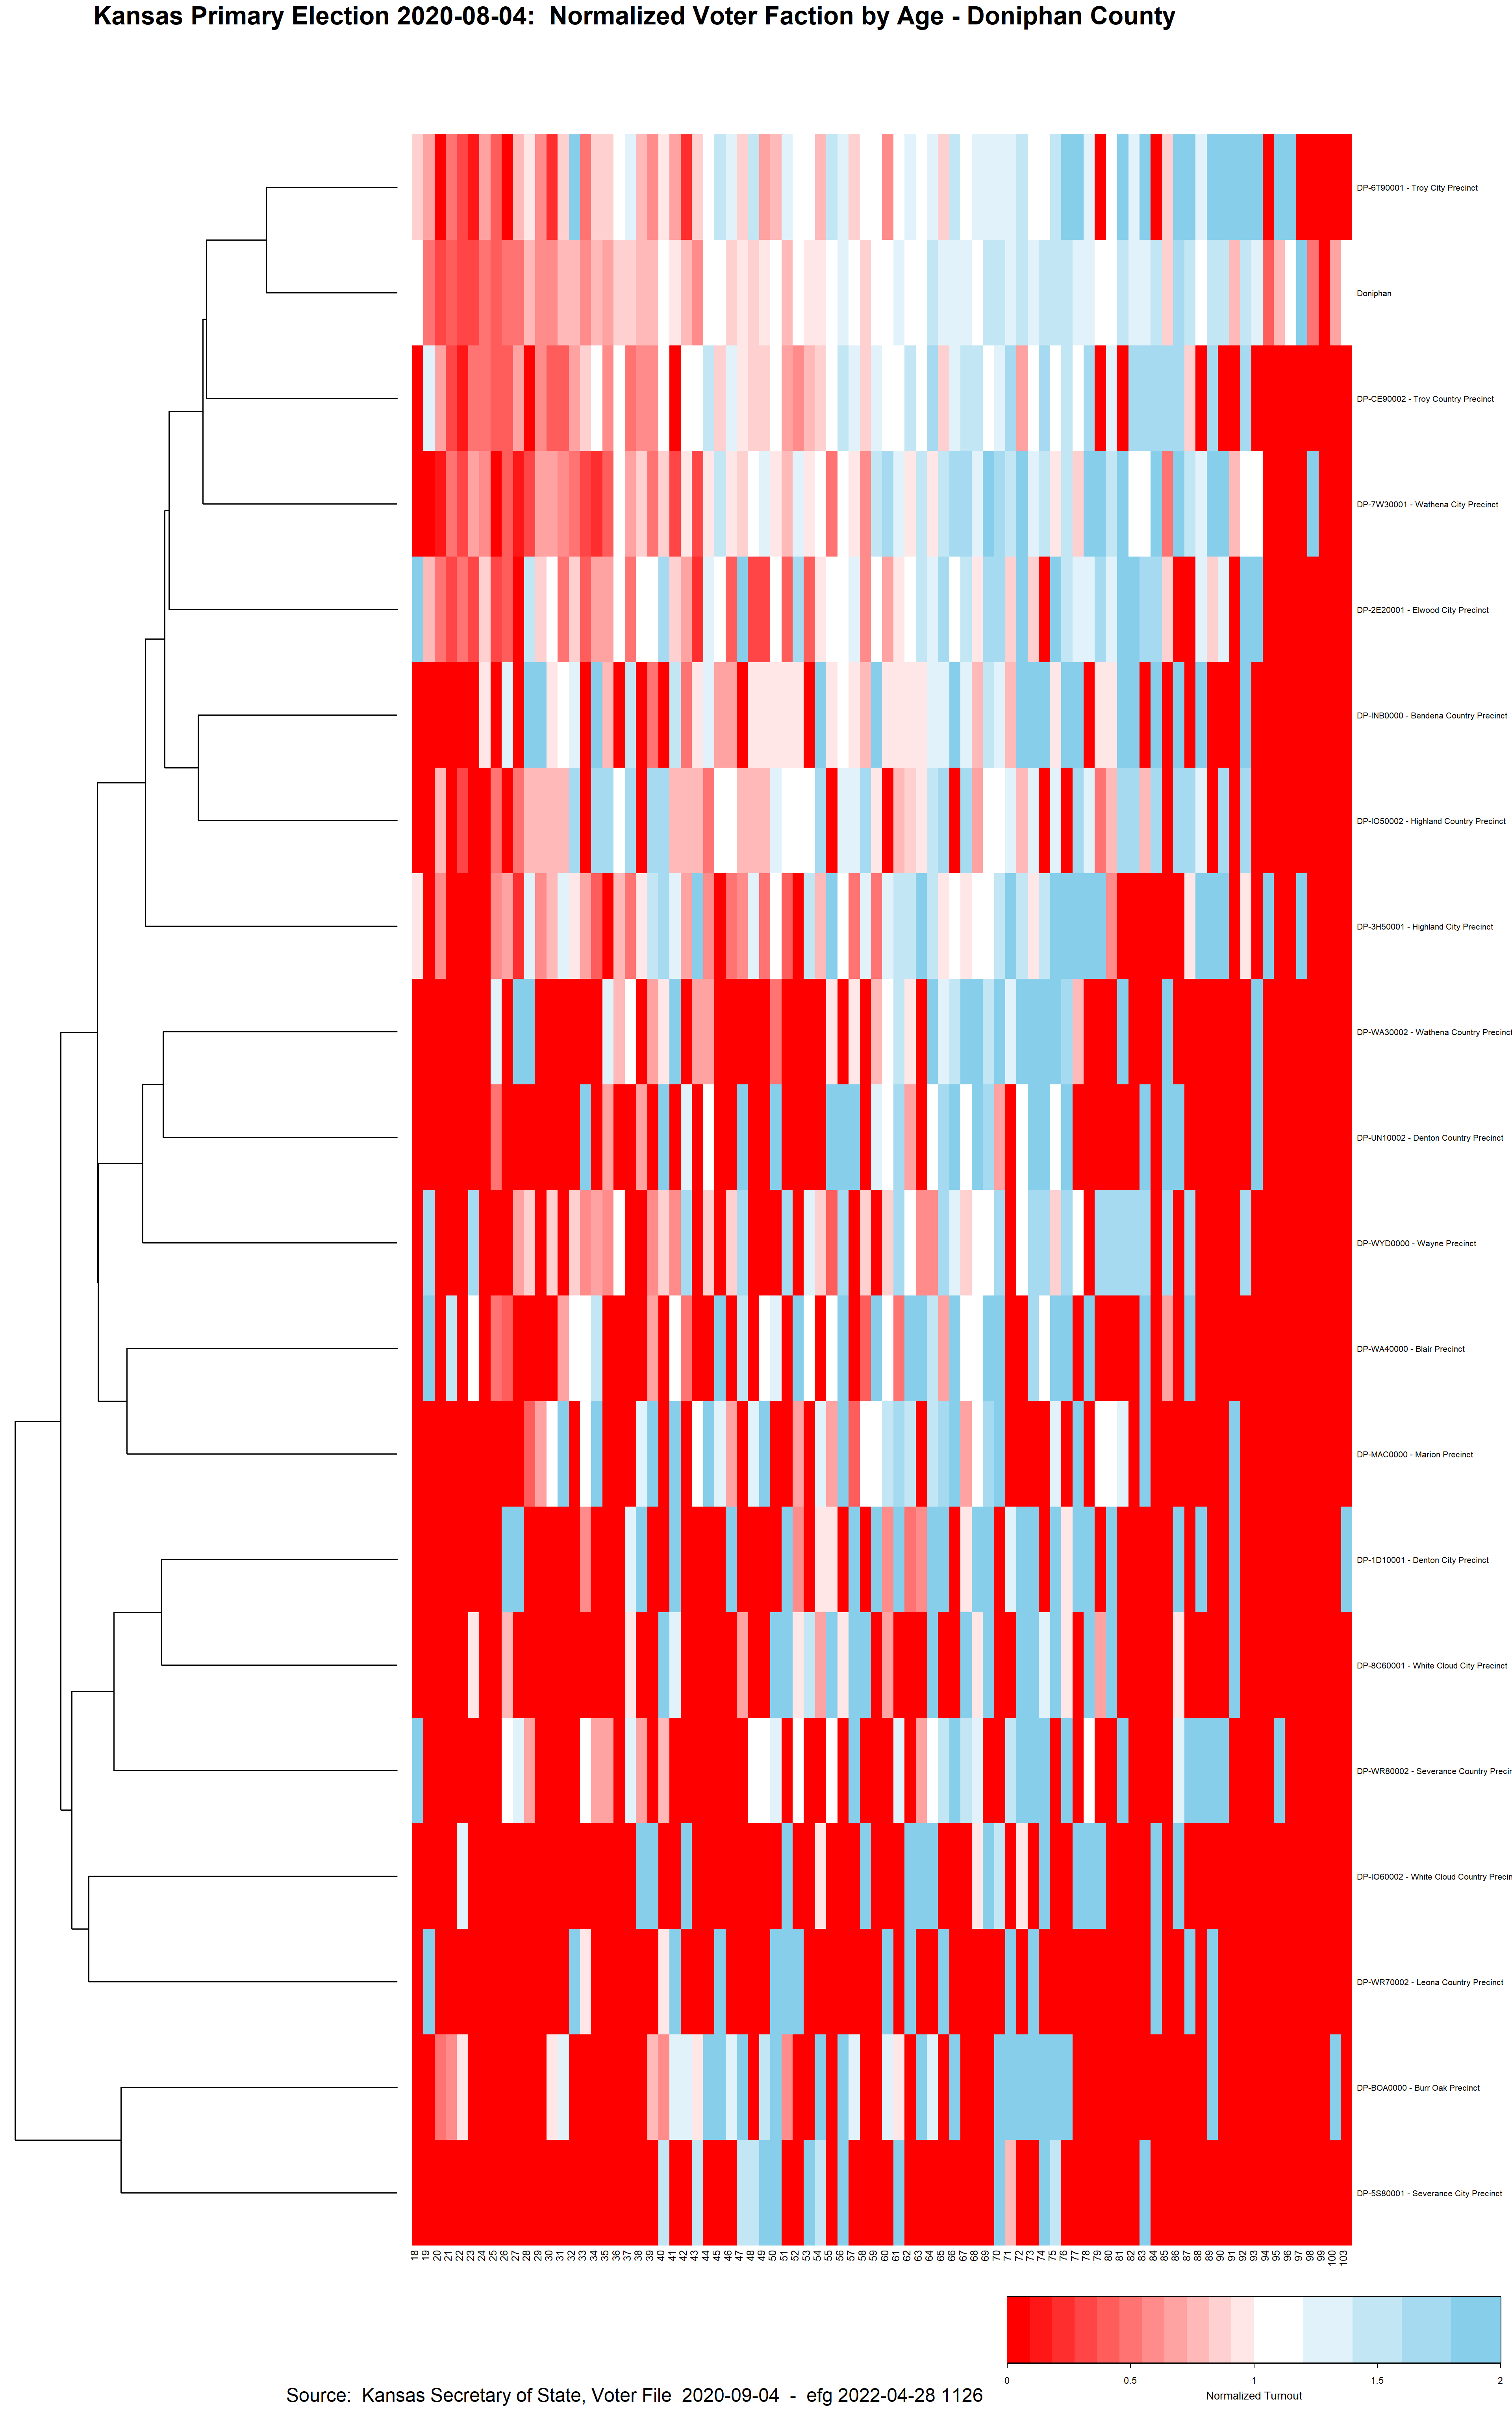 Kansas Primary Election 2020-08-04:  Normalized Voter Faction by Age - Doniphan County
DP-6T90001 - Troy City Precinct
Doniphan
DP-CE90002 - Troy Country Precinct
DP-7W30001 - Wathena City Precinct
DP-2E20001 - Elwood City Precinct
DP-INB0000 - Bendena Country Precinct
DP-IO50002 - Highland Country Precinct
DP-3H50001 - Highland City Precinct
DP-WA30002 - Wathena Country Precinct
DP-UN10002 - Denton Country Precinct
DP-WYD0000 - Wayne Precinct
DP-WA40000 - Blair Precinct
DP-MAC0000 - Marion Precinct
DP-1D10001 - Denton City Precinct
DP-8C60001 - White Cloud City Precinct
DP-WR80002 - Severance Country Precin
DP-IO60002 - White Cloud Country Precin
DP-WR70002 - Leona Country Precinct
DP-BOA0000 - Burr Oak Precinct
DP-5S80001 - Severance City Precinct
18 19 20 21 22 23 24 25 26 27 28 29 30 31 32 33 34 35 36 37 38 39 40 41 42 43 44 45 46 47 48 49 50 51 52 53 54 55 56 57 58 59 60 61 62 63 64 65 66 67 68 69 70 71 72 73 74 75 76 77 78 79 80 81 82 83 84 85 86 87 88 89 90 91 92 93 94 95 96 97 98 99 100 103
0 0.5 1 1.5 2
Normalized Turnout
Source:  Kansas Secretary of State, Voter File  2020-09-04  -  efg 2022-04-28 1126